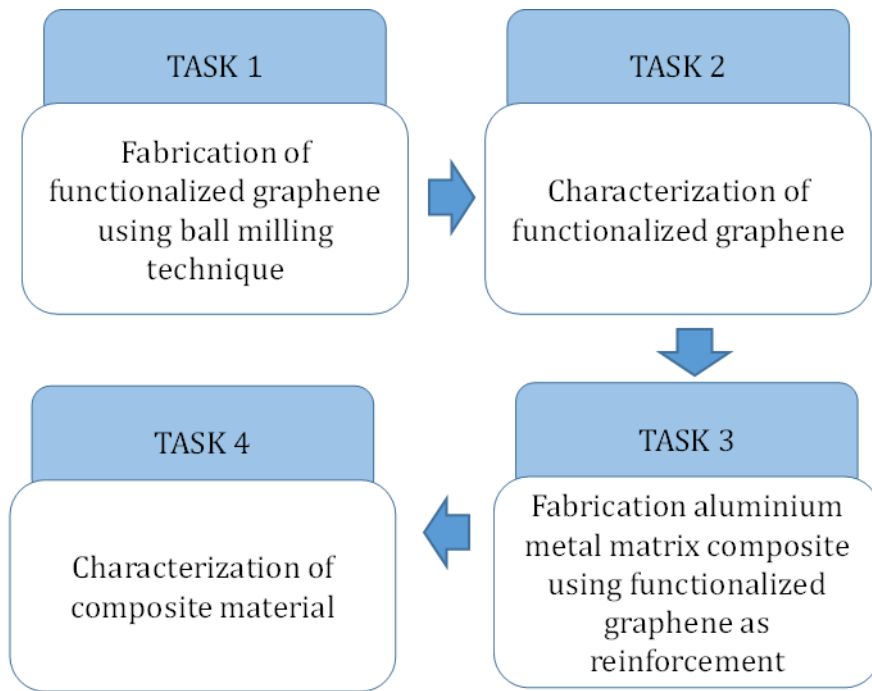 TASK 1
Fabrication of
functionalized graphene
using ball milling
technique
TASK 2
Characterization of
functionalized graphene
TASK 3
Fabrication aluminium
metal matrix composite
using functionalized
graphene as
reinforcement
TASK 4
Characterization of
composite material